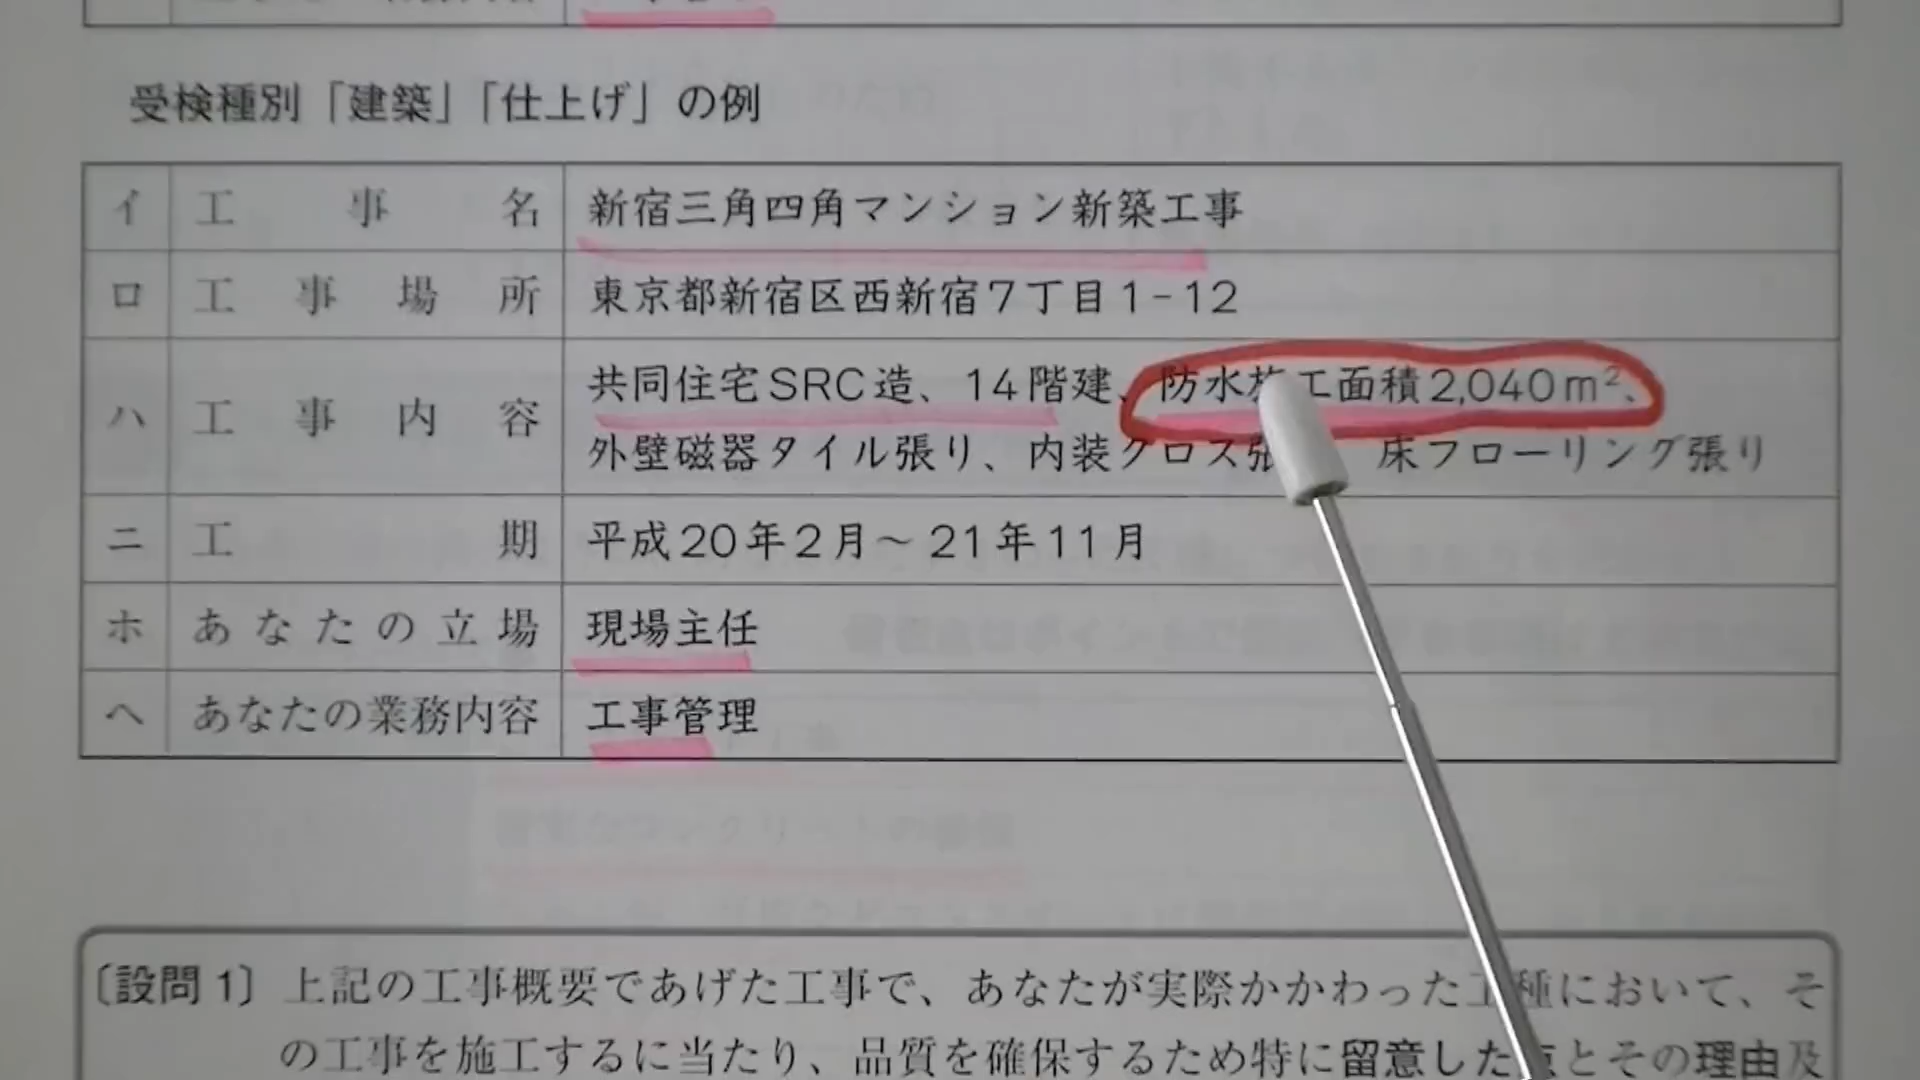 受検種別「建築」「仕上げ」の例
イ 工事名 新宿三角四角マンション新築工事
ロ 工事場所 東京都新宿区西新宿7丁目1-12
ハ 工事内容 共同住宅SRC造、14階建、防水施工面積2,040m²、
外壁磁器タイル張り、内装クロス張 床フローリング張り
ニ 工期 平成20年2月～21年11月
ホ あなたの立場 現場主任
ヘ あなたの業務内容 工事管理
〔設問1〕上記の工事概要であげた工事で、あなたが実際かかわった工種において、そ
の工事を施工するに当たり、品質を確保するため特に留意した点とその理由及